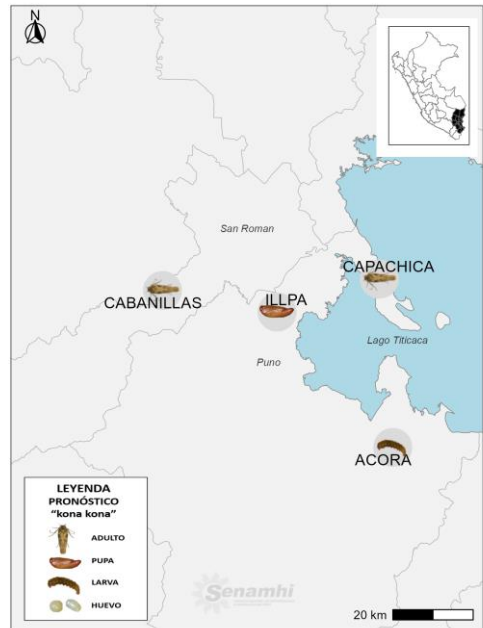 N
San Roman
CAPACHICA
CABANILLAS
ILLPA
Lago Titicaca
Puno
ACORA
LEYENDA
PRONÓSTICO
“kona kona”
ADULTO
PUPA
LARVA
HUEVO
Senamhi
20 km